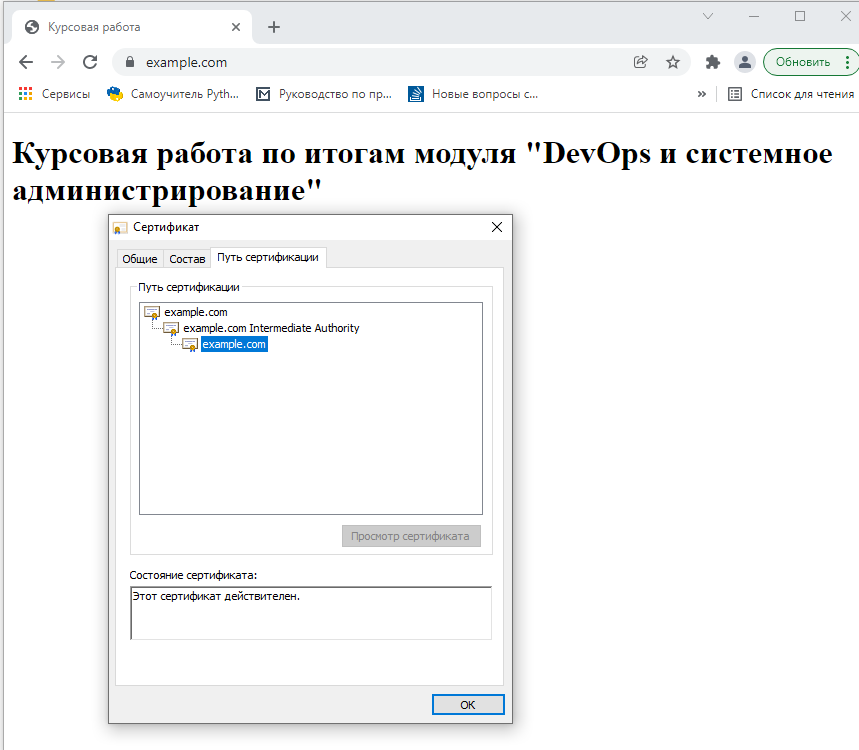 Курсовая работа
example.com
Обновить
Сервисы
Самоучитель Pyth...
Руководство по пр...
Новые вопросы с...
»
Список для чтения
Курсовая работа по итогам модуля "DevOps и системное
администрирование"
Сертификат
Общие
Состав
Путь сертификации
Путь сертификации
example.com
example.com Intermediate Authority
example.com
Просмотр сертификата
Состояние сертификата:
Этот сертификат действителен.
OK